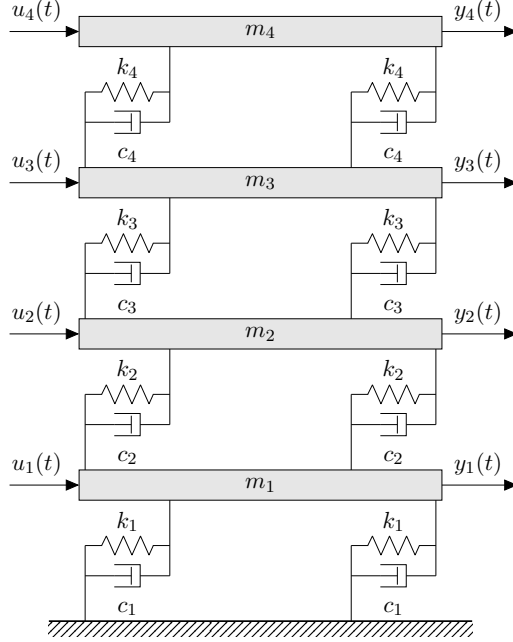 u₄(t) m₄ y₄(t)
k₄ k₄
c₄ c₄
u₃(t) m₃ y₃(t)
k₃ k₃
c₃ c₃
u₂(t) m₂ y₂(t)
k₂ k₂
c₂ c₂
u₁(t) m₁ y₁(t)
k₁ k₁
c₁ c₁